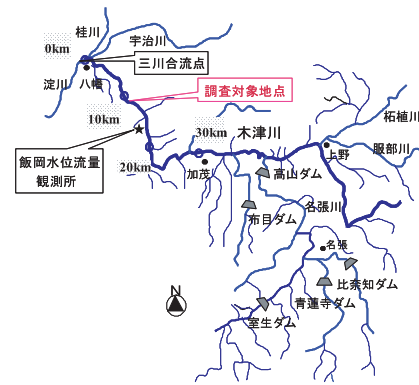 桂川
宇治川
0km
三川合流点
淀川
八幡
調査対象地点
10km
30km
木津川
柘植川
服部川
上野
飯岡水位流量
観測所
20km
加茂
高山ダム
名張川
布目ダム
名張
比奈知ダム
青蓮寺ダム
室生ダム
N